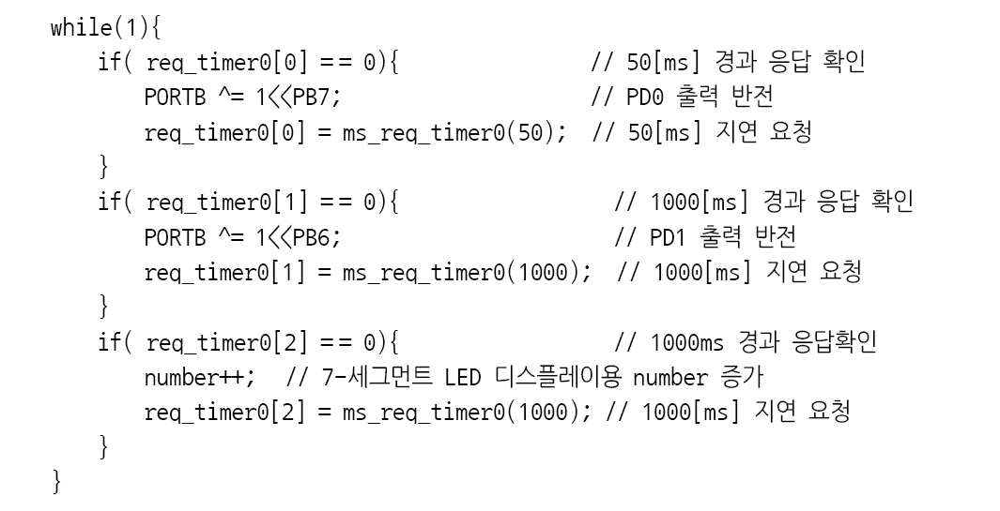 while(1){
if( req_timer0[0] == 0){ // 50[ms] 경과 응답 확인
PORTB ^= 1<<PB7; // PD0 출력 반전
req_timer0[0] = ms_req_timer0(50); // 50[ms] 지연 요청
}
if( req_timer0[1] == 0){ // 1000[ms] 경과 응답 확인
PORTB ^= 1<<PB6; // PD1 출력 반전
req_timer0[1] = ms_req_timer0(1000); // 1000[ms] 지연 요청
}
if( req_timer0[2] == 0){ // 1000ms 경과 응답확인
number++; // 7-세그먼트 LED 디스플레이용 number 증가
req_timer0[2] = ms_req_timer0(1000); // 1000[ms] 지연 요청
}
}